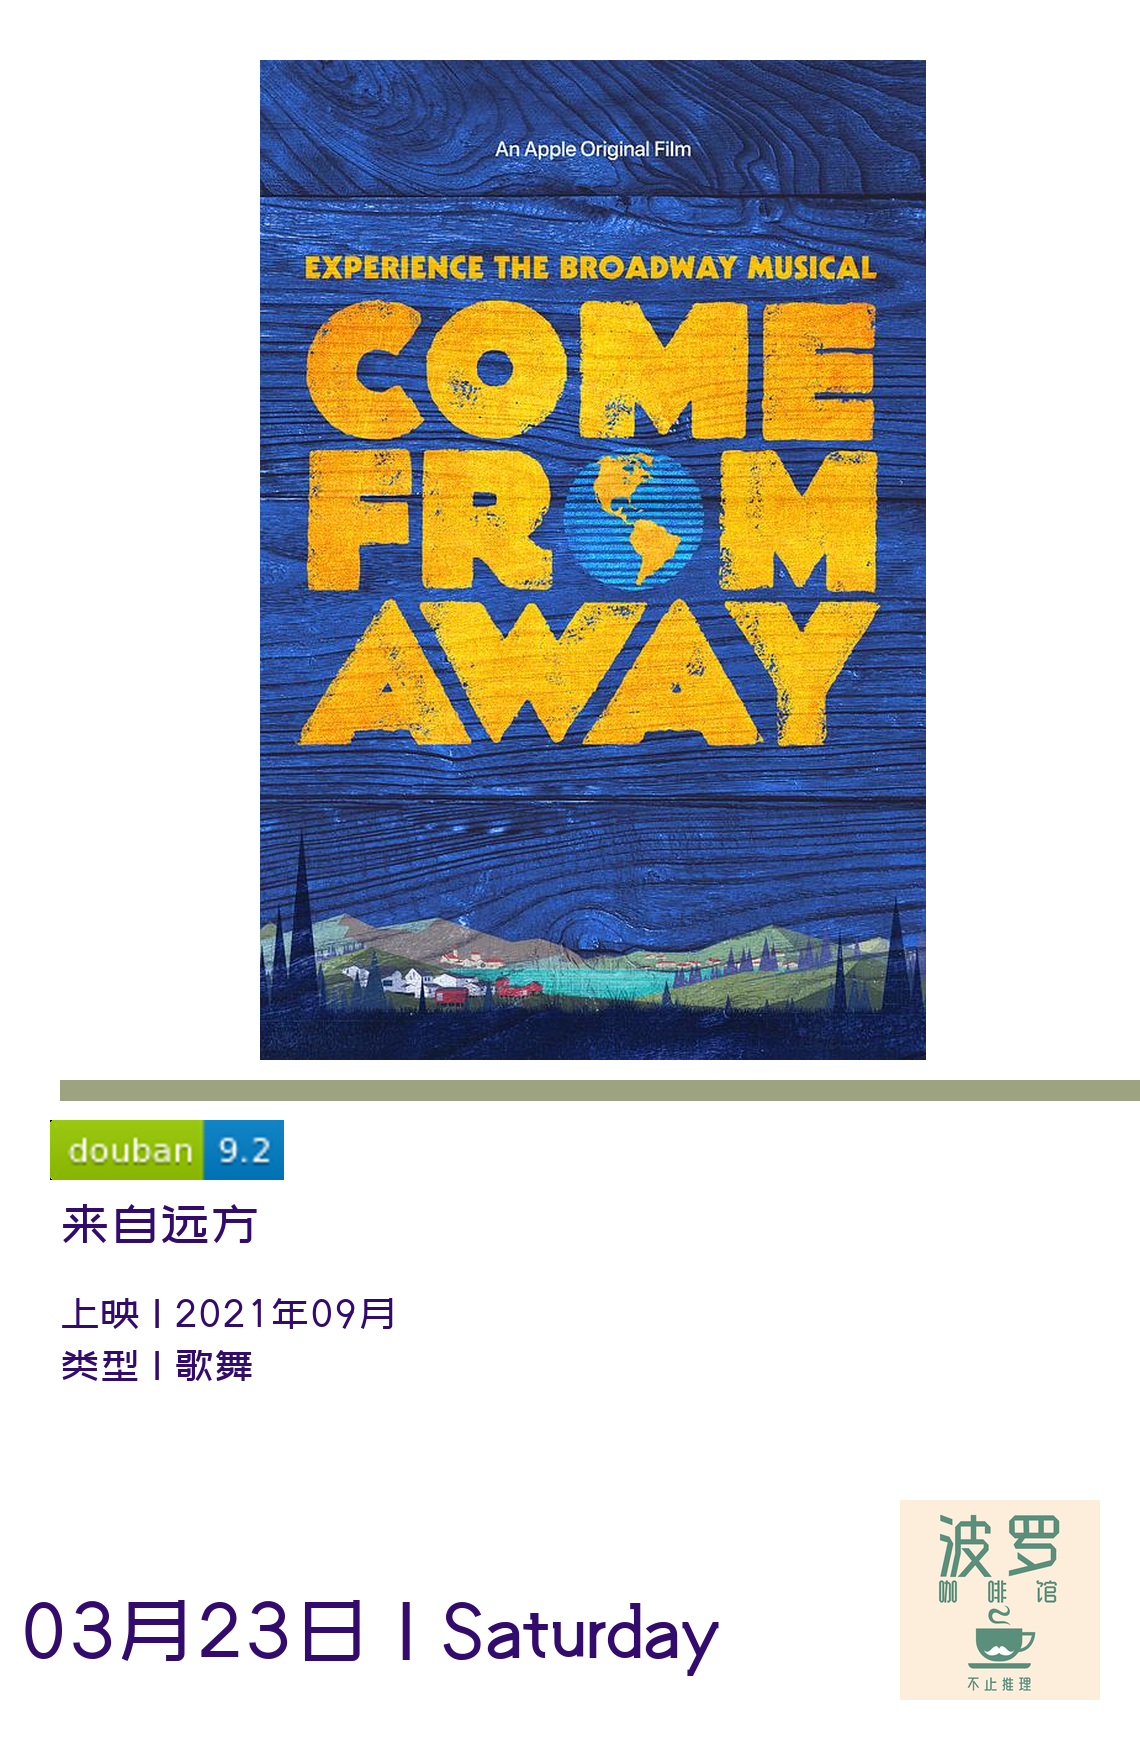 An Apple Original Film
EXPERIENCE THE BROADWAY MUSICAL
COME
FROM
AWAY
douban 9.2
来自远方
上映 | 2021年09月
类型 | 歌舞
03月23日 | Saturday
波罗
咖啡馆
不止推理